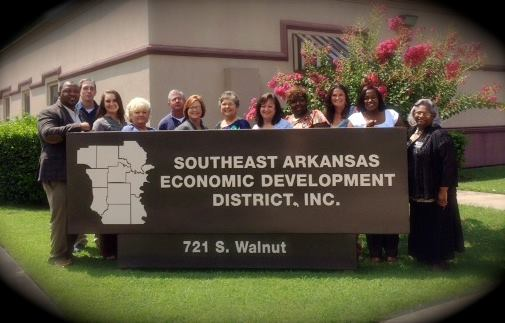 SOUTHEAST ARKANSAS
ECONOMIC DEVELOPMENT
DISTRICT, INC.
721 S. Walnut